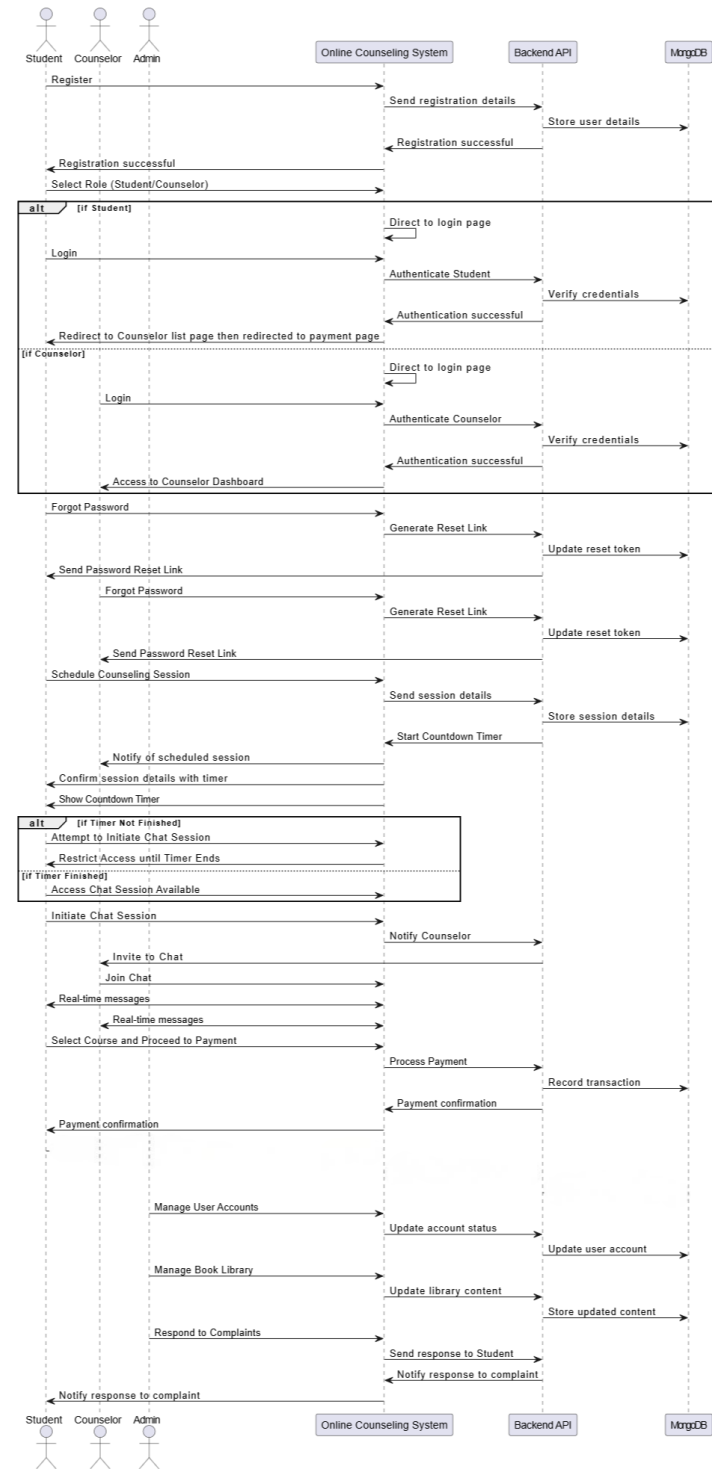 Student Counselor Admin Online Counseling System Backend API MongoDB
Register
Send registration details
Store user details
Registration successful
Registration successful
Select Role (Student/Counselor)
alt [if Student]
Direct to login page
Login
Authenticate Student
Verify credentials
Authentication successful
Redirect to Counselor list page then redirected to payment page
[if Counselor]
Direct to login page
Login
Authenticate Counselor
Verify credentials
Authentication successful
Access to Counselor Dashboard
Forgot Password
Generate Reset Link
Update reset token
Send Password Reset Link
Forgot Password
Generate Reset Link
Update reset token
Send Password Reset Link
Schedule Counseling Session
Send session details
Store session details
Start Countdown Timer
Notify of scheduled session
Confirm session details with timer
Show Countdown Timer
alt [if Timer Not Finished]
Attempt to Initiate Chat Session
Restrict Access until Timer Ends
[if Timer Finished]
Access Chat Session Available
Initiate Chat Session
Notify Counselor
Invite to Chat
Join Chat
Real-time messages
Real-time messages
Select Course and Proceed to Payment
Process Payment
Record transaction
Payment confirmation
Payment confirmation
Manage User Accounts
Update account status
Update user account
Manage Book Library
Update library content
Store updated content
Respond to Complaints
Send response to Student
Notify response to complaint
Notify response to complaint
Student Counselor Admin Online Counseling System Backend API MongoDB